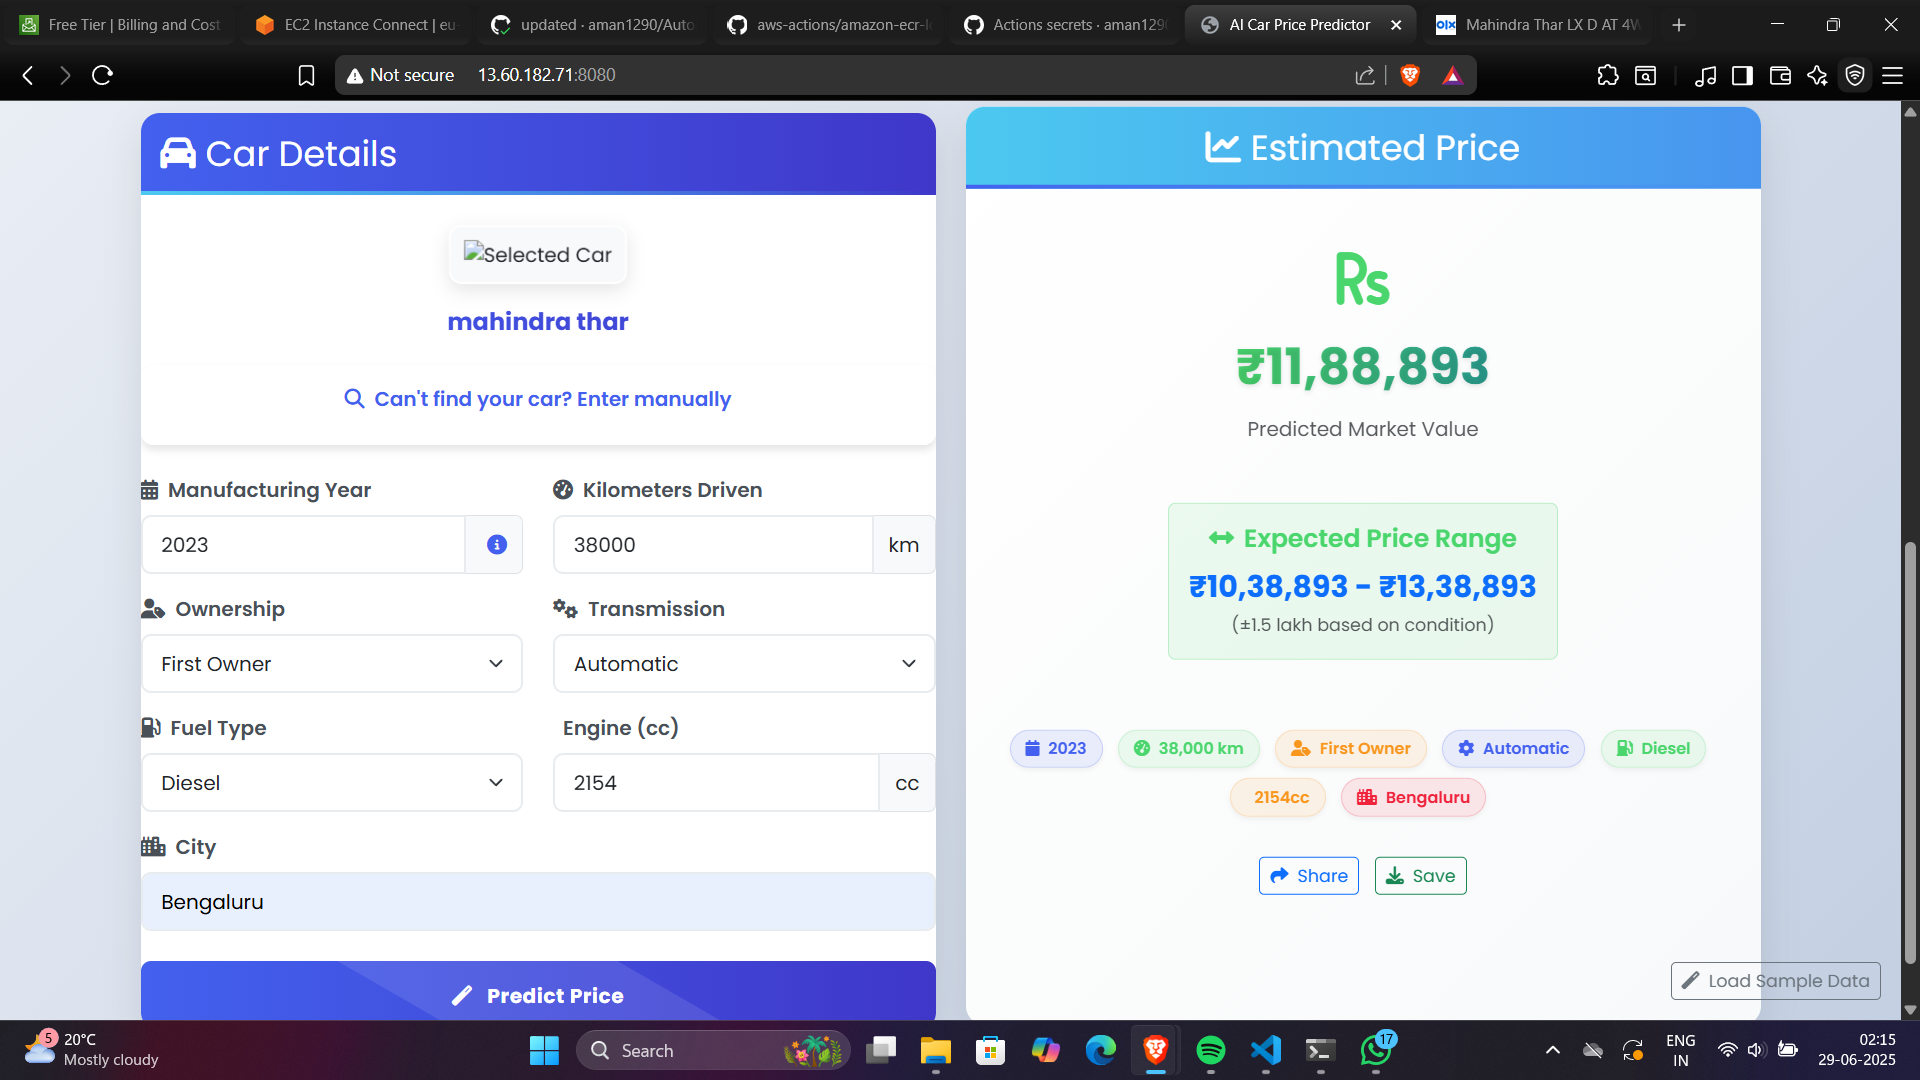 Free Tier | Billing and Cost
EC2 Instance Connect | eu-
updated · aman1290/Auto
aws-actions/amazon-ecr-lo
Actions secrets · aman129
AI Car Price Predictor
OLX
Mahindra Thar LX D AT 4W
Not secure
13.60.182.71:8080
Car Details
Selected Car
mahindra thar
Can't find your car? Enter manually
Manufacturing Year
2023
Kilometers Driven
38000
km
Ownership
First Owner
Transmission
Automatic
Fuel Type
Diesel
Engine (cc)
2154
cc
City
Bengaluru
Predict Price
Estimated Price
Rs
₹11,88,893
Predicted Market Value
Expected Price Range
₹10,38,893 - ₹13,38,893
(±1.5 lakh based on condition)
2023
38,000 km
First Owner
Automatic
Diesel
2154cc
Bengaluru
Share
Save
Load Sample Data
5
20°C
Mostly cloudy
Search
17
ENG
IN
02:15
29-06-2025